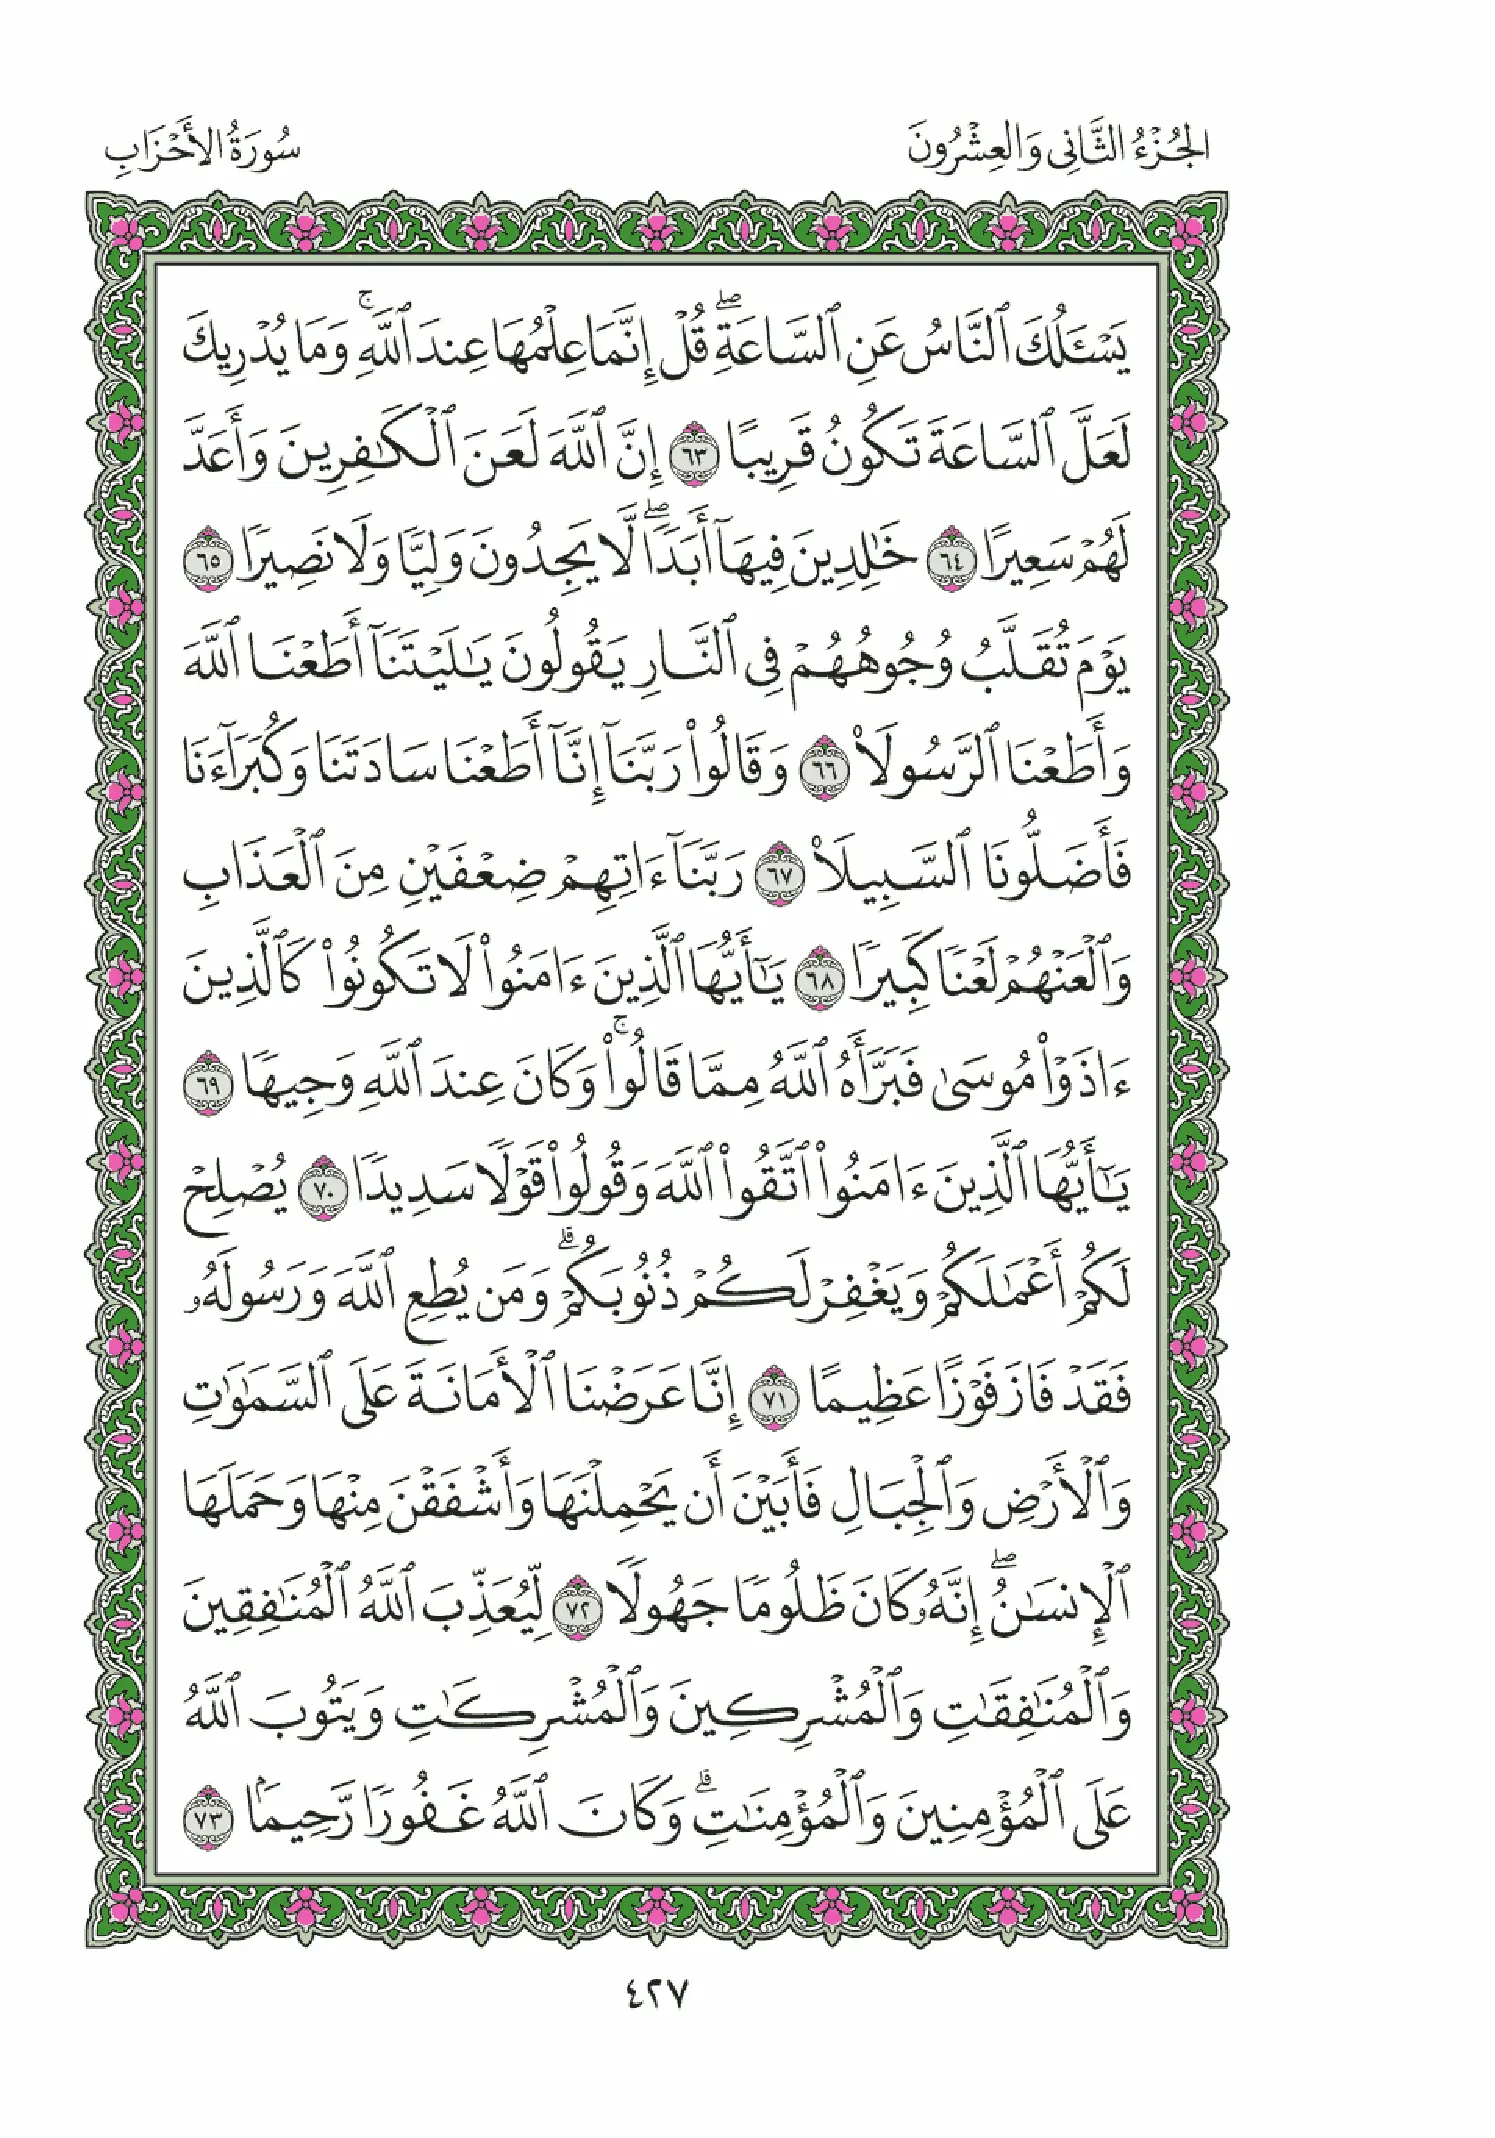 الجُزْءُ الثَّانِي وَالعِشْرُونَ
سُورَةُ الأَحْزَابِ
يَسْـَٔلُكَ ٱلنَّاسُ عَنِ ٱلسَّاعَةِۖ قُلْ إِنَّمَا عِلْمُهَا عِندَ ٱللَّهِۚ وَمَا يُدْرِيكَ
لَعَلَّ ٱلسَّاعَةَ تَكُونُ قَرِيبًا ٦٣ إِنَّ ٱللَّهَ لَعَنَ ٱلْكَٰفِرِينَ وَأَعَدَّ
لَهُمْ سَعِيرًا ٦٤ خَٰلِدِينَ فِيهَآ أَبَدًاۖ لَّا يَجِدُونَ وَلِيًّا وَلَا نَصِيرًا ٦٥
يَوْمَ تُقَلَّبُ وُجُوهُهُمْ فِى ٱلنَّارِ يَقُولُونَ يَٰلَيْتَنَآ أَطَعْنَا ٱللَّهَ
وَأَطَعْنَا ٱلرَّسُولَا۠ ٦٦ وَقَالُوا۟ رَبَّنَآ إِنَّآ أَطَعْنَا سَادَتَنَا وَكُبَرَآءَنَا
فَأَضَلُّونَا ٱلسَّبِيلَا۠ ٦٧ رَبَّنَآ ءَاتِهِمْ ضِعْفَيْنِ مِنَ ٱلْعَذَابِ
وَٱلْعَنْهُمْ لَعْنًا كَبِيرًا ٦٨ يَٰٓأَيُّهَا ٱلَّذِينَ ءَامَنُوا۟ لَا تَكُونُوا۟ كَٱلَّذِينَ
ءَاذَوْا۟ مُوسَىٰ فَبَرَّأَهُ ٱللَّهُ مِمَّا قَالُوا۟ۚ وَكَانَ عِندَ ٱللَّهِ وَجِيهًا ٦٩
يَٰٓأَيُّهَا ٱلَّذِينَ ءَامَنُوا۟ ٱتَّقُوا۟ ٱللَّهَ وَقُولُوا۟ قَوْلًا سَدِيدًا ٧٠ يُصْلِحْ
لَكُمْ أَعْمَٰلَكُمْ وَيَغْفِرْ لَكُمْ ذُنُوبَكُمْۗ وَمَن يُطِعِ ٱللَّهَ وَرَسُولَهُۥ
فَقَدْ فَازَ فَوْزًا عَظِيمًا ٧١ إِنَّا عَرَضْنَا ٱلْأَمَانَةَ عَلَى ٱلسَّمَٰوَٰتِ
وَٱلْأَرْضِ وَٱلْجِبَالِ فَأَبَيْنَ أَن يَحْمِلْنَهَا وَأَشْفَقْنَ مِنْهَا وَحَمَلَهَا
ٱلْإِنسَٰنُۖ إِنَّهُۥ كَانَ ظَلُومًا جَهُولًا ٧٢ لِّيُعَذِّبَ ٱللَّهُ ٱلْمُنَٰفِقِينَ
وَٱلْمُنَٰفِقَٰتِ وَٱلْمُشْرِكِينَ وَٱلْمُشْرِكَٰتِ وَيَتُوبَ ٱللَّهُ
عَلَى ٱلْمُؤْمِنِينَ وَٱلْمُؤْمِنَٰتِۗ وَكَانَ ٱللَّهُ غَفُورًا رَّحِيمًۢا ٧٣
٤٢٧